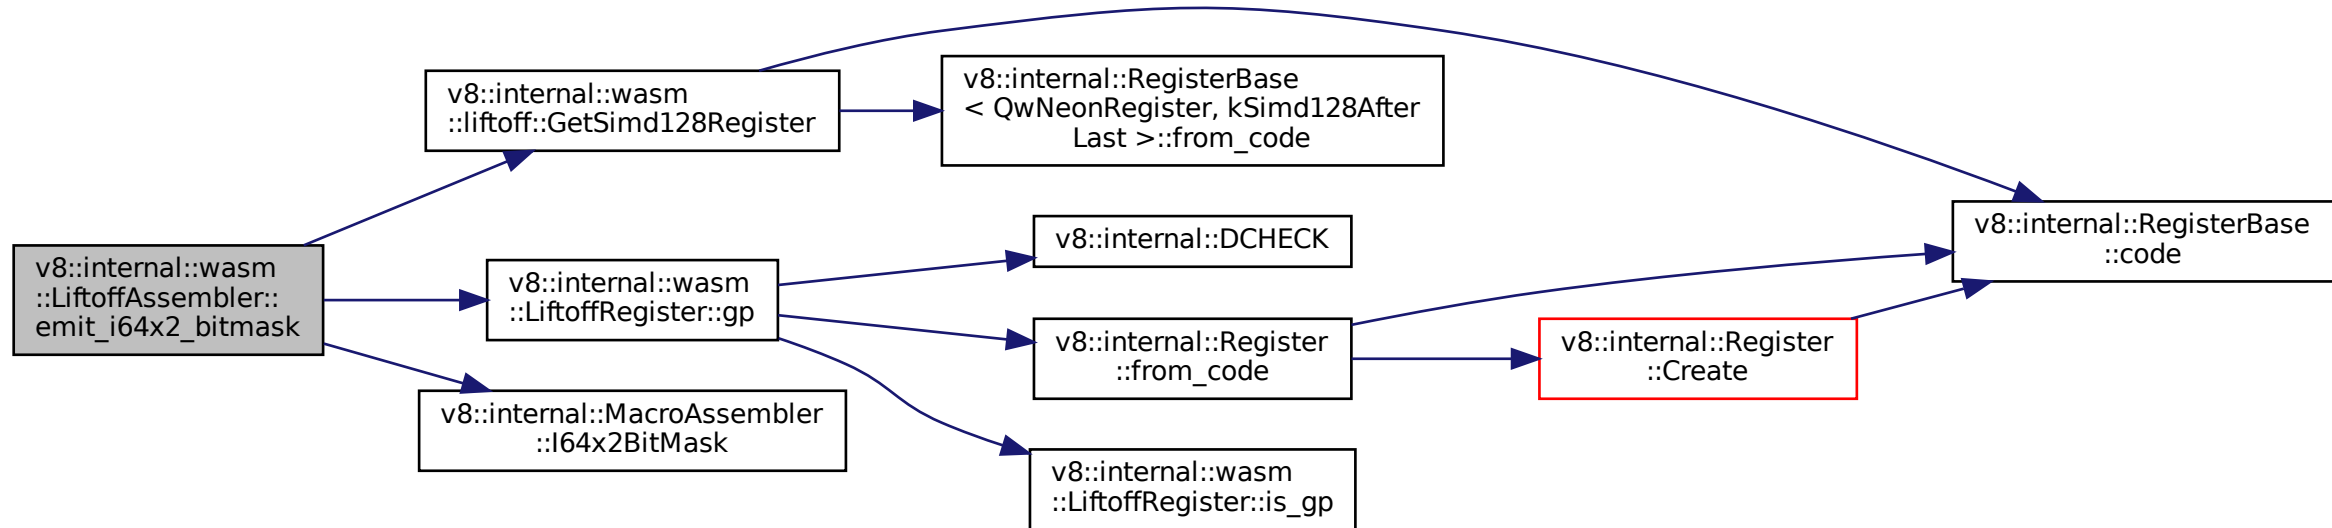 v8::internal::wasm
::LiftoffAssembler::
emit_i64x2_bitmask
v8::internal::wasm
::liftoff::GetSimd128Register
v8::internal::wasm
::LiftoffRegister::gp
v8::internal::MacroAssembler
::I64x2BitMask
v8::internal::RegisterBase
< QwNeonRegister, kSimd128After
Last >::from_code
v8::internal::DCHECK
v8::internal::Register
::from_code
v8::internal::wasm
::LiftoffRegister::is_gp
v8::internal::Register
::Create
v8::internal::RegisterBase
::code